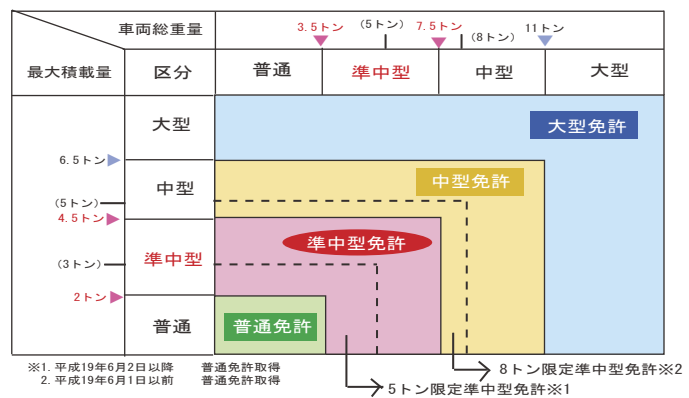 車両総重量
3.5トン
(5トン)
7.5トン
(8トン)
11トン
最大積載量
区分
普通
準中型
中型
大型
大型
大型免許
6.5トン
中型
中型免許
(5トン)
4.5トン
準中型
準中型免許
(3トン)
2トン
普通
普通免許
8トン限定準中型免許※2
5トン限定準中型免許※1
※1. 平成19年6月2日以降 普通免許取得
2. 平成19年6月1日以前 普通免許取得